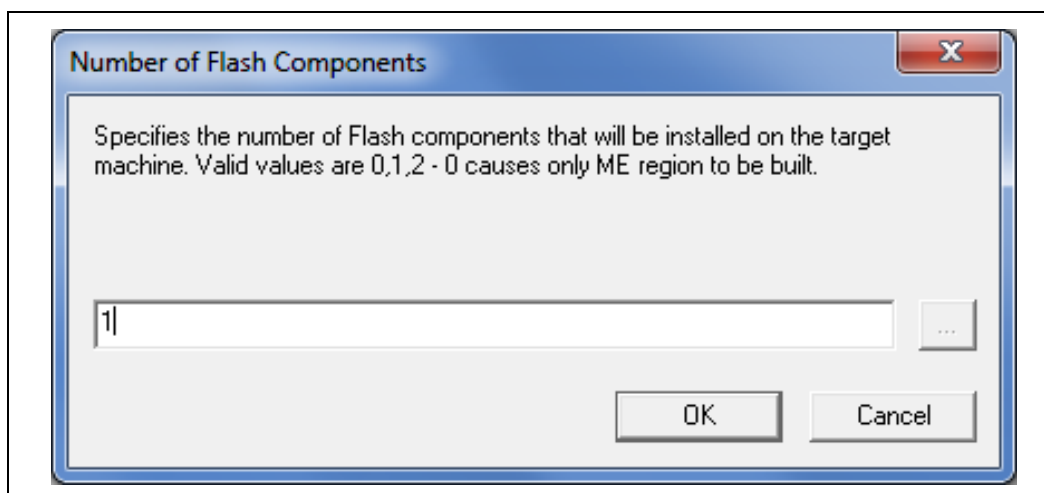 Number of Flash Components
Specifies the number of Flash components that will be installed on the target
machine. Valid values are 0,1,2 - 0 causes only ME region to be built.
1
...
OK
Cancel